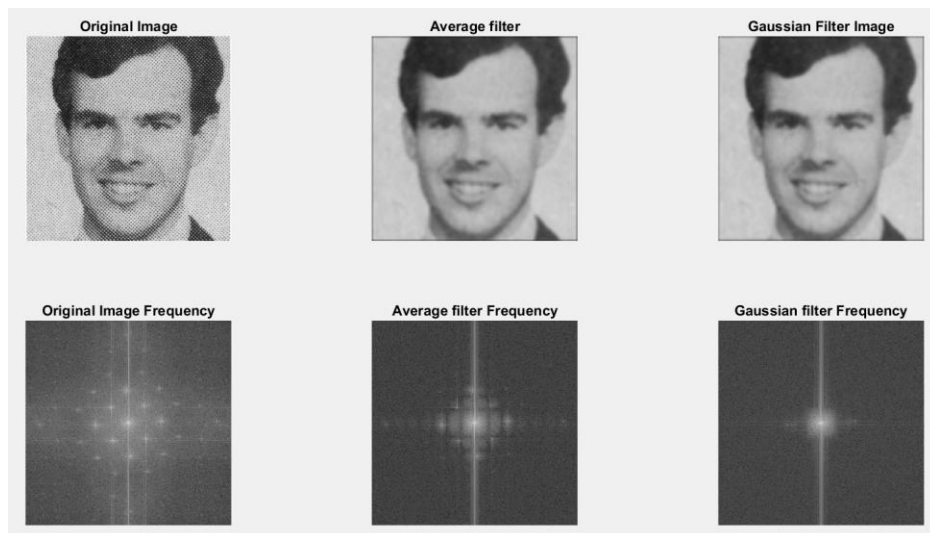 Original Image
Average filter
Gaussian Filter Image
Original Image Frequency
Average filter Frequency
Gaussian filter Frequency